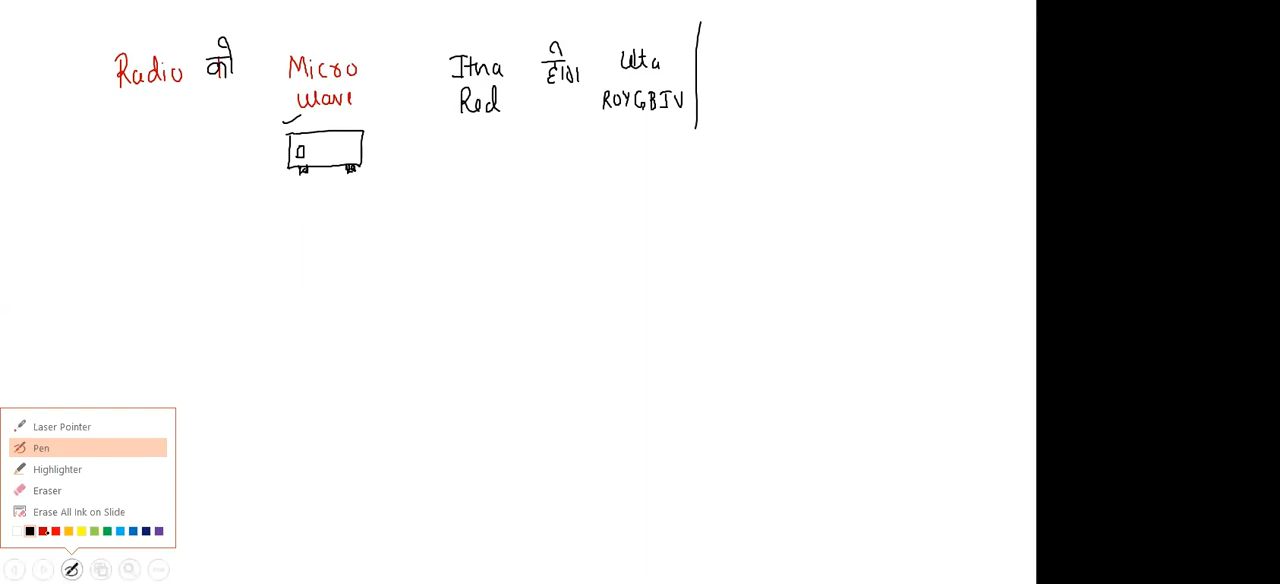 Radio की Micro Itna Ulta
wave Red ROYGBIV
Laser Pointer
Pen
Highlighter
Eraser
Erase All Ink on Slide